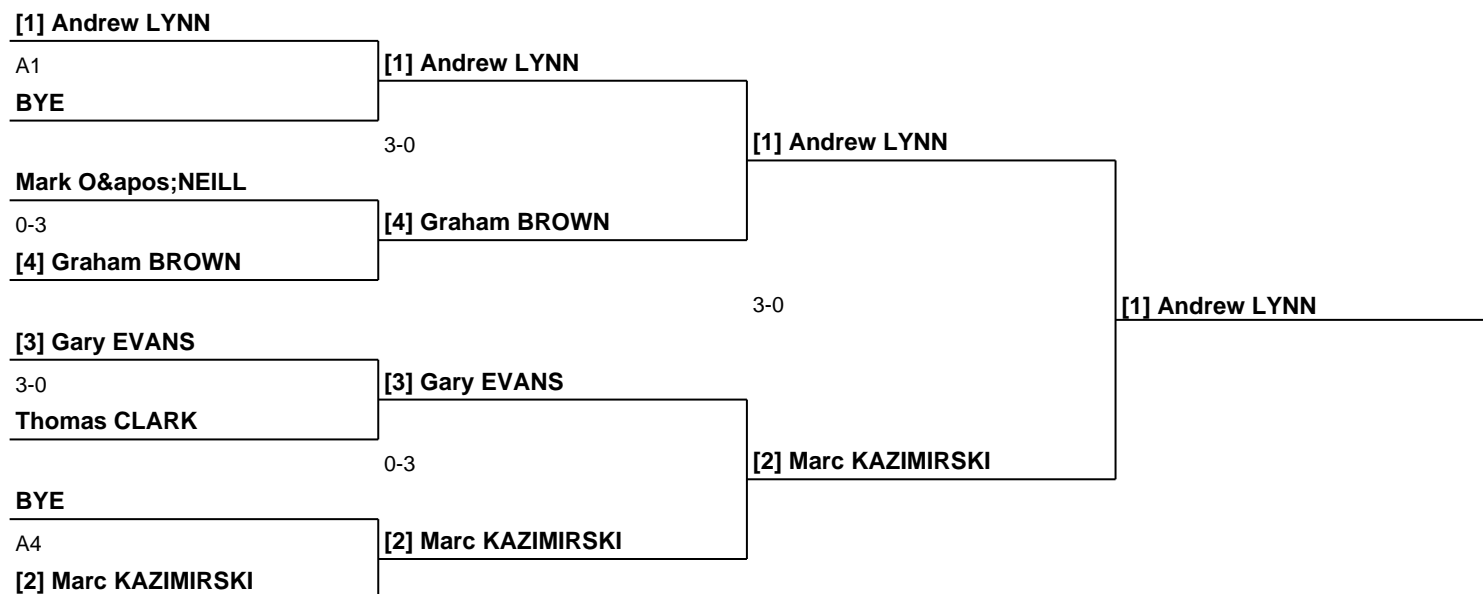 [1] Andrew LYNN
A1
[1] Andrew LYNN
BYE
3-0
[1] Andrew LYNN
Mark O&apos;NEILL
0-3
[4] Graham BROWN
[4] Graham BROWN
3-0
[1] Andrew LYNN
[3] Gary EVANS
3-0
[3] Gary EVANS
Thomas CLARK
0-3
[2] Marc KAZIMIRSKI
BYE
A4
[2] Marc KAZIMIRSKI
[2] Marc KAZIMIRSKI